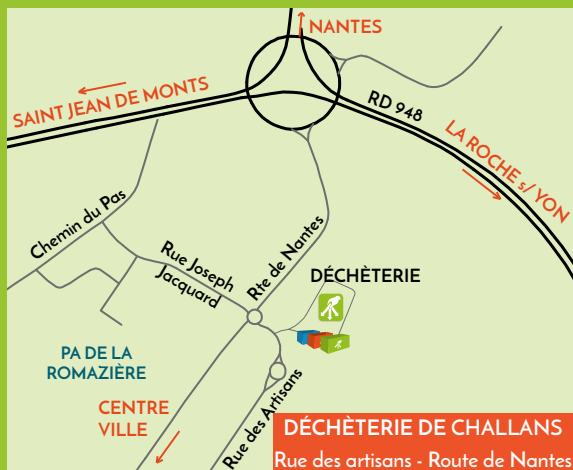 NANTES
SAINT JEAN DE MONTS
RD 948
LA ROCHE s/ YON
Chemin du Pas
Rue Joseph
Jacquard
Rte de Nantes
DÉCHÈTERIE
PA DE LA
ROMAZIÈRE
CENTRE
VILLE
Rue des Artisans
DÉCHÈTERIE DE CHALLANS
Rue des artisans - Route de Nantes